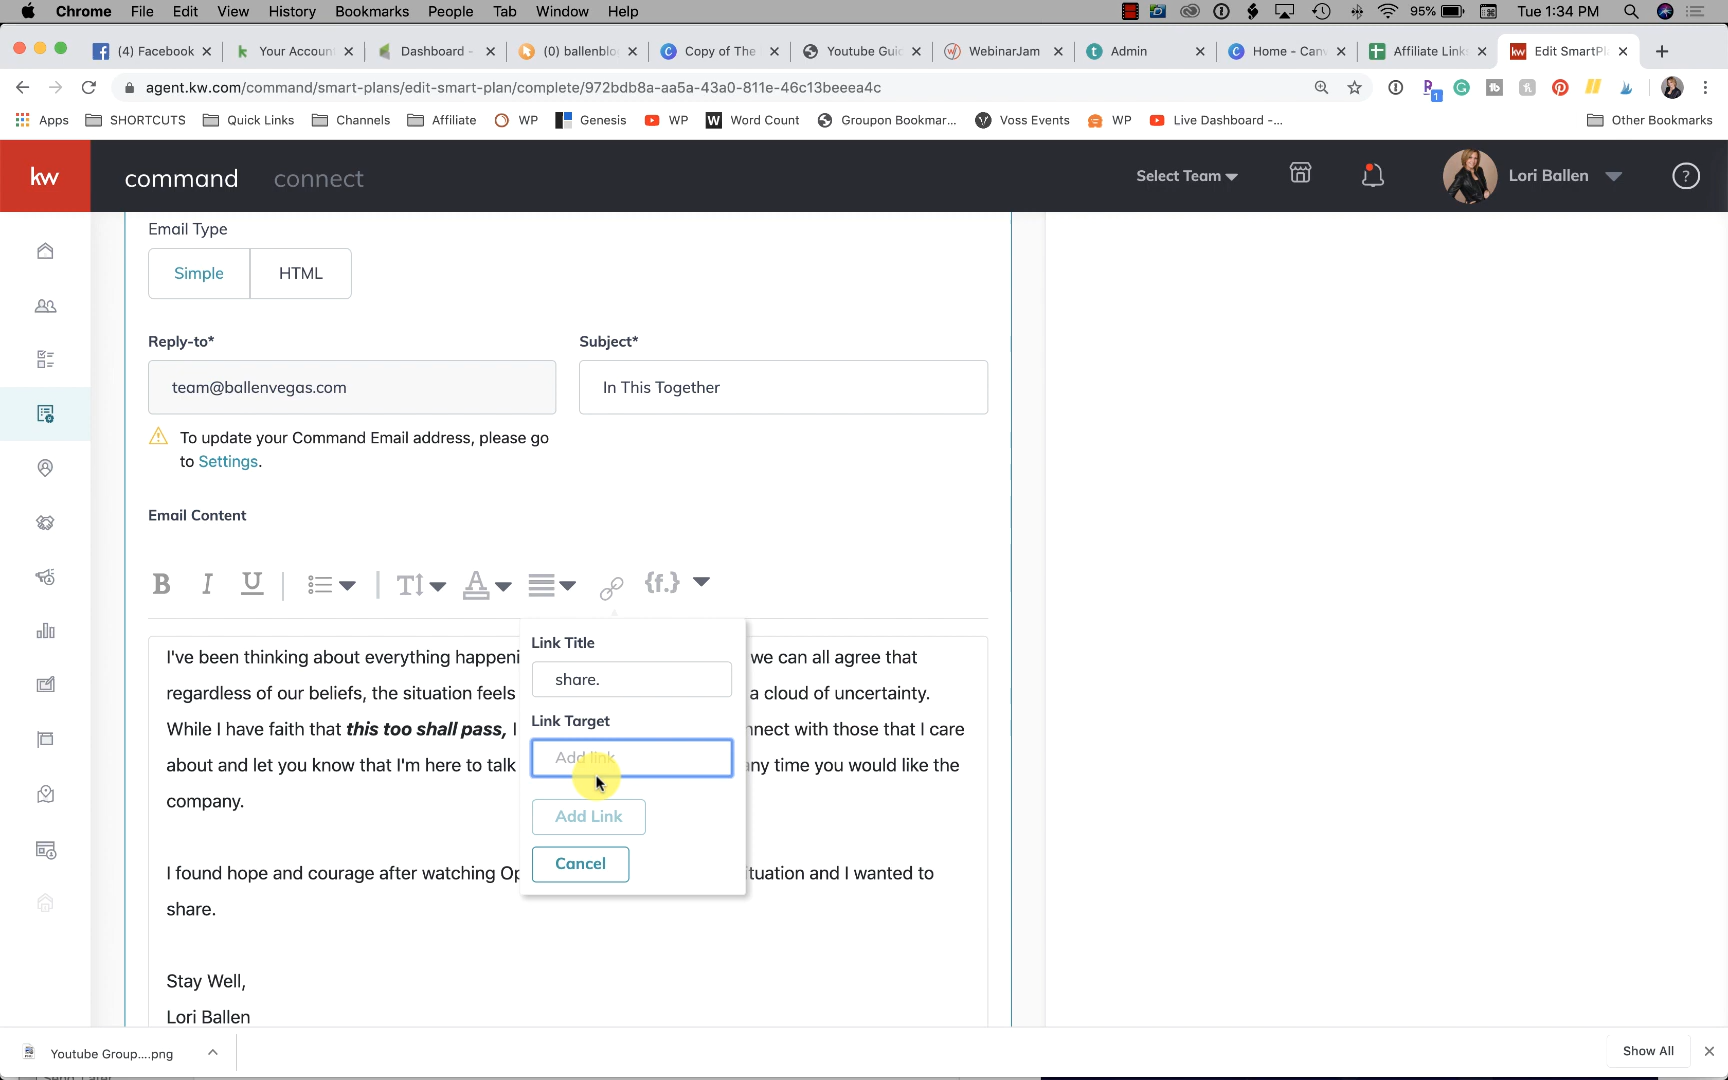 Chrome File Edit View History Bookmarks People Tab Window Help 95% Tue 1:34 PM
(4) Facebook Your Accoun Dashboard - (0) ballenblo Copy of The Youtube Guid WebinarJam Admin Home - Can Affiliate Link Edit SmartPl
agent.kw.com/command/smart-plans/edit-smart-plan/complete/972bdb8a-aa5a-43a0-811e-46c13beeea4c
Apps SHORTCUTS Quick Links Channels Affiliate WP Genesis WP Word Count Groupon Bookmar... Voss Events WP Live Dashboard -... Other Bookmarks
kw command connect Select Team Lori Ballen ?
Email Type
Simple HTML
Reply-to* Subject*
team@ballenvegas.com In This Together
To update your Command Email address, please go
to Settings.
Email Content
B I U T A {f.}
Link Title
share.
Link Target
Add link
Add Link
Cancel
I've been thinking about everything happeni we can all agree that
regardless of our beliefs, the situation feels a cloud of uncertainty.
While I have faith that this too shall pass, I nnect with those that I care
about and let you know that I'm here to talk ny time you would like the
company.
I found hope and courage after watching Op tuation and I wanted to
share.
Stay Well,
Lori Ballen
Youtube Group....png Show All